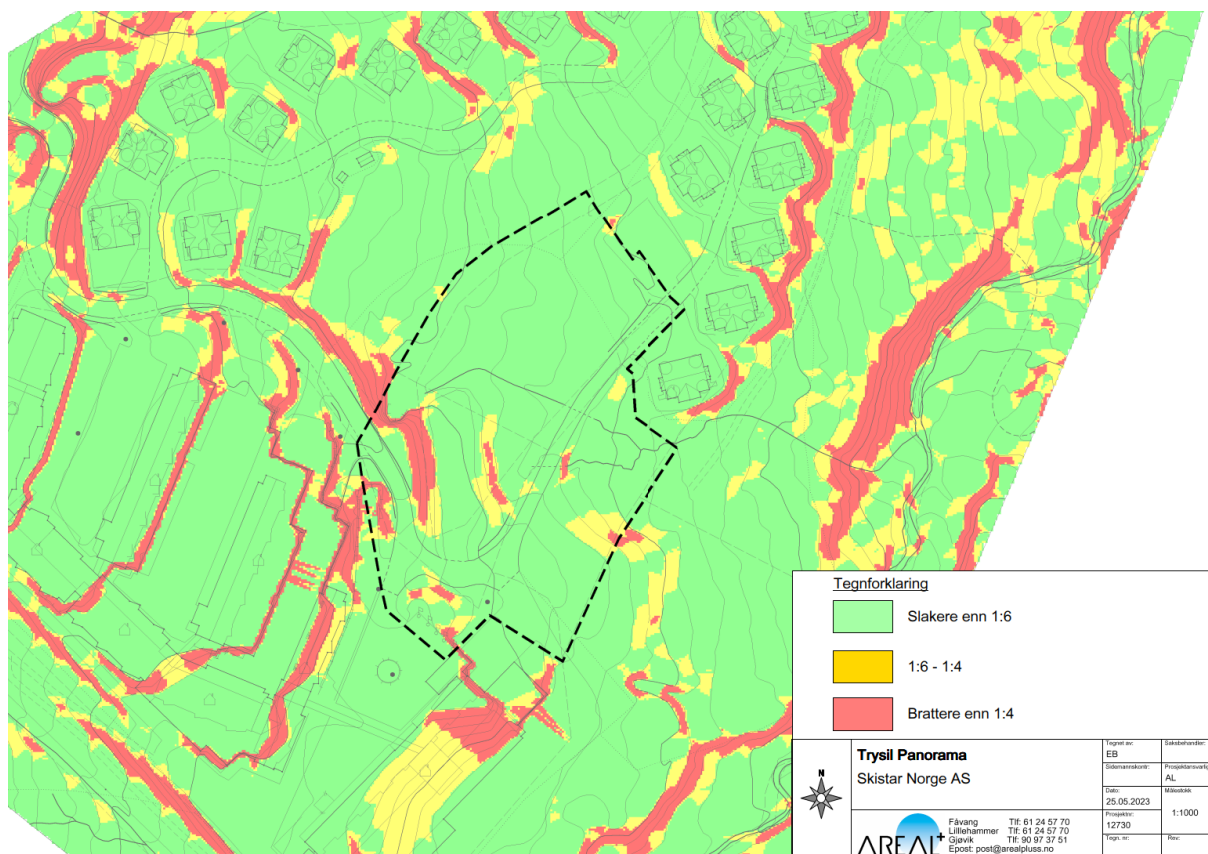 Tegnforklaring
Slakere enn 1:6
1:6 - 1:4
Brattere enn 1:4
N
Trysil Panorama
Skistar Norge AS
Tegnet av:
EB
Saksbehandler:
Sidemannskontr:
Prosjektansvarlig
AL
Dato:
25.05.2023
Målestokk
1:1000
Prosjektnr:
12730
Tegn. nr:
Rev:
AREAL+
Fåvang Tlf: 61 24 57 70
Lillehammer Tlf: 61 24 57 70
Gjøvik Tlf: 90 97 37 51
Epost: post@arealpluss.no